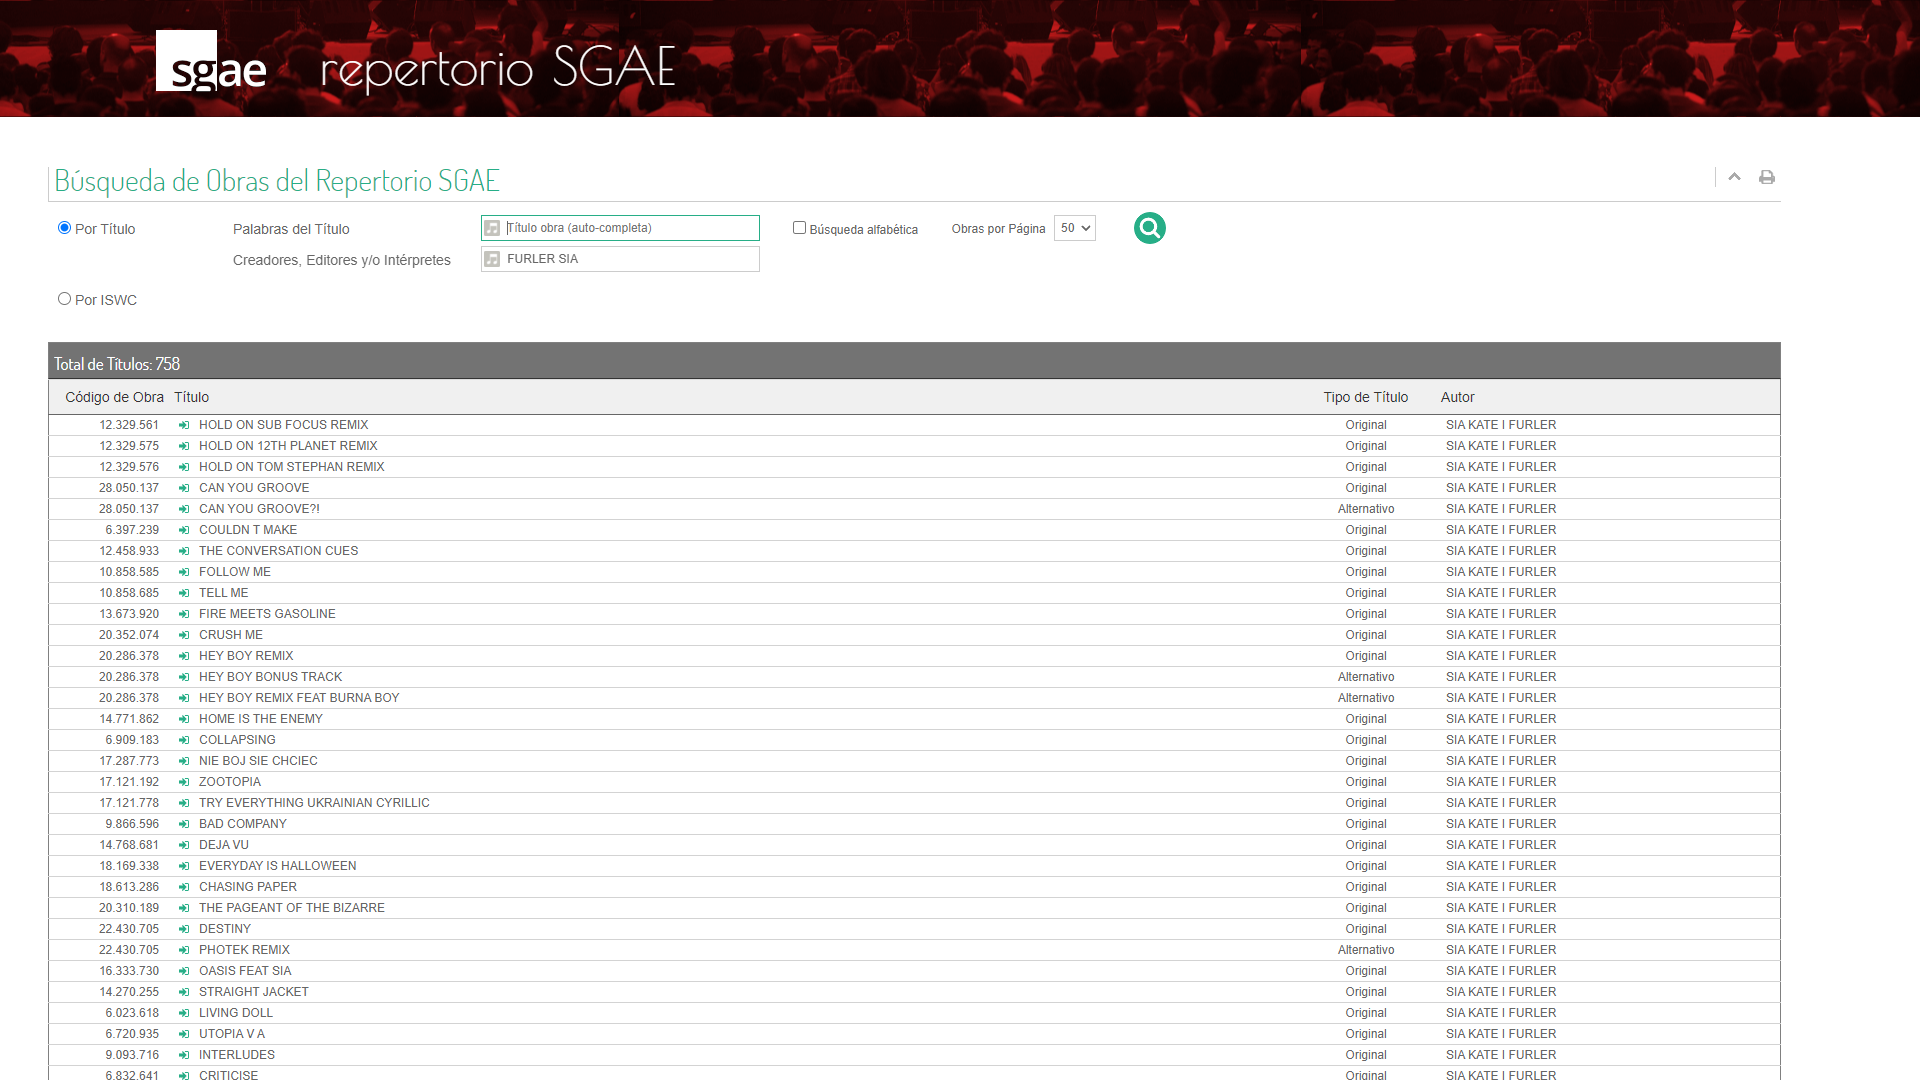 sgae repertorio SGAE
Búsqueda de Obras del Repertorio SGAE
Por Título Palabras del Título Título obra (auto-completa) Búsqueda alfabética Obras por Página 50
Creadores, Editores y/o Intérpretes FURLER SIA
Por ISWC
Total de Títulos: 758
Código de Obra Título Tipo de Título Autor
12.329.561 HOLD ON SUB FOCUS REMIX Original SIA KATE I FURLER
12.329.575 HOLD ON 12TH PLANET REMIX Original SIA KATE I FURLER
12.329.576 HOLD ON TOM STEPHAN REMIX Original SIA KATE I FURLER
28.050.137 CAN YOU GROOVE Original SIA KATE I FURLER
28.050.137 CAN YOU GROOVE?! Alternativo SIA KATE I FURLER
6.397.239 COULDN T MAKE Original SIA KATE I FURLER
12.458.933 THE CONVERSATION CUES Original SIA KATE I FURLER
10.858.585 FOLLOW ME Original SIA KATE I FURLER
10.858.685 TELL ME Original SIA KATE I FURLER
13.673.920 FIRE MEETS GASOLINE Original SIA KATE I FURLER
20.352.074 CRUSH ME Original SIA KATE I FURLER
20.286.378 HEY BOY REMIX Original SIA KATE I FURLER
20.286.378 HEY BOY BONUS TRACK Alternativo SIA KATE I FURLER
20.286.378 HEY BOY REMIX FEAT BURNA BOY Alternativo SIA KATE I FURLER
14.771.862 HOME IS THE ENEMY Original SIA KATE I FURLER
6.909.183 COLLAPSING Original SIA KATE I FURLER
17.287.773 NIE BOJ SIE CHCIEC Original SIA KATE I FURLER
17.121.192 ZOOTOPIA Original SIA KATE I FURLER
17.121.778 TRY EVERYTHING UKRAINIAN CYRILLIC Original SIA KATE I FURLER
9.866.596 BAD COMPANY Original SIA KATE I FURLER
14.768.681 DEJA VU Original SIA KATE I FURLER
18.169.338 EVERYDAY IS HALLOWEEN Original SIA KATE I FURLER
18.613.286 CHASING PAPER Original SIA KATE I FURLER
20.310.189 THE PAGEANT OF THE BIZARRE Original SIA KATE I FURLER
22.430.705 DESTINY Original SIA KATE I FURLER
22.430.705 PHOTEK REMIX Alternativo SIA KATE I FURLER
16.333.730 OASIS FEAT SIA Original SIA KATE I FURLER
14.270.255 STRAIGHT JACKET Original SIA KATE I FURLER
6.023.618 LIVING DOLL Original SIA KATE I FURLER
6.720.935 UTOPIA V A Original SIA KATE I FURLER
9.093.716 INTERLUDES Original SIA KATE I FURLER
6.832.641 CRITICISE Original SIA KATE I FURLER